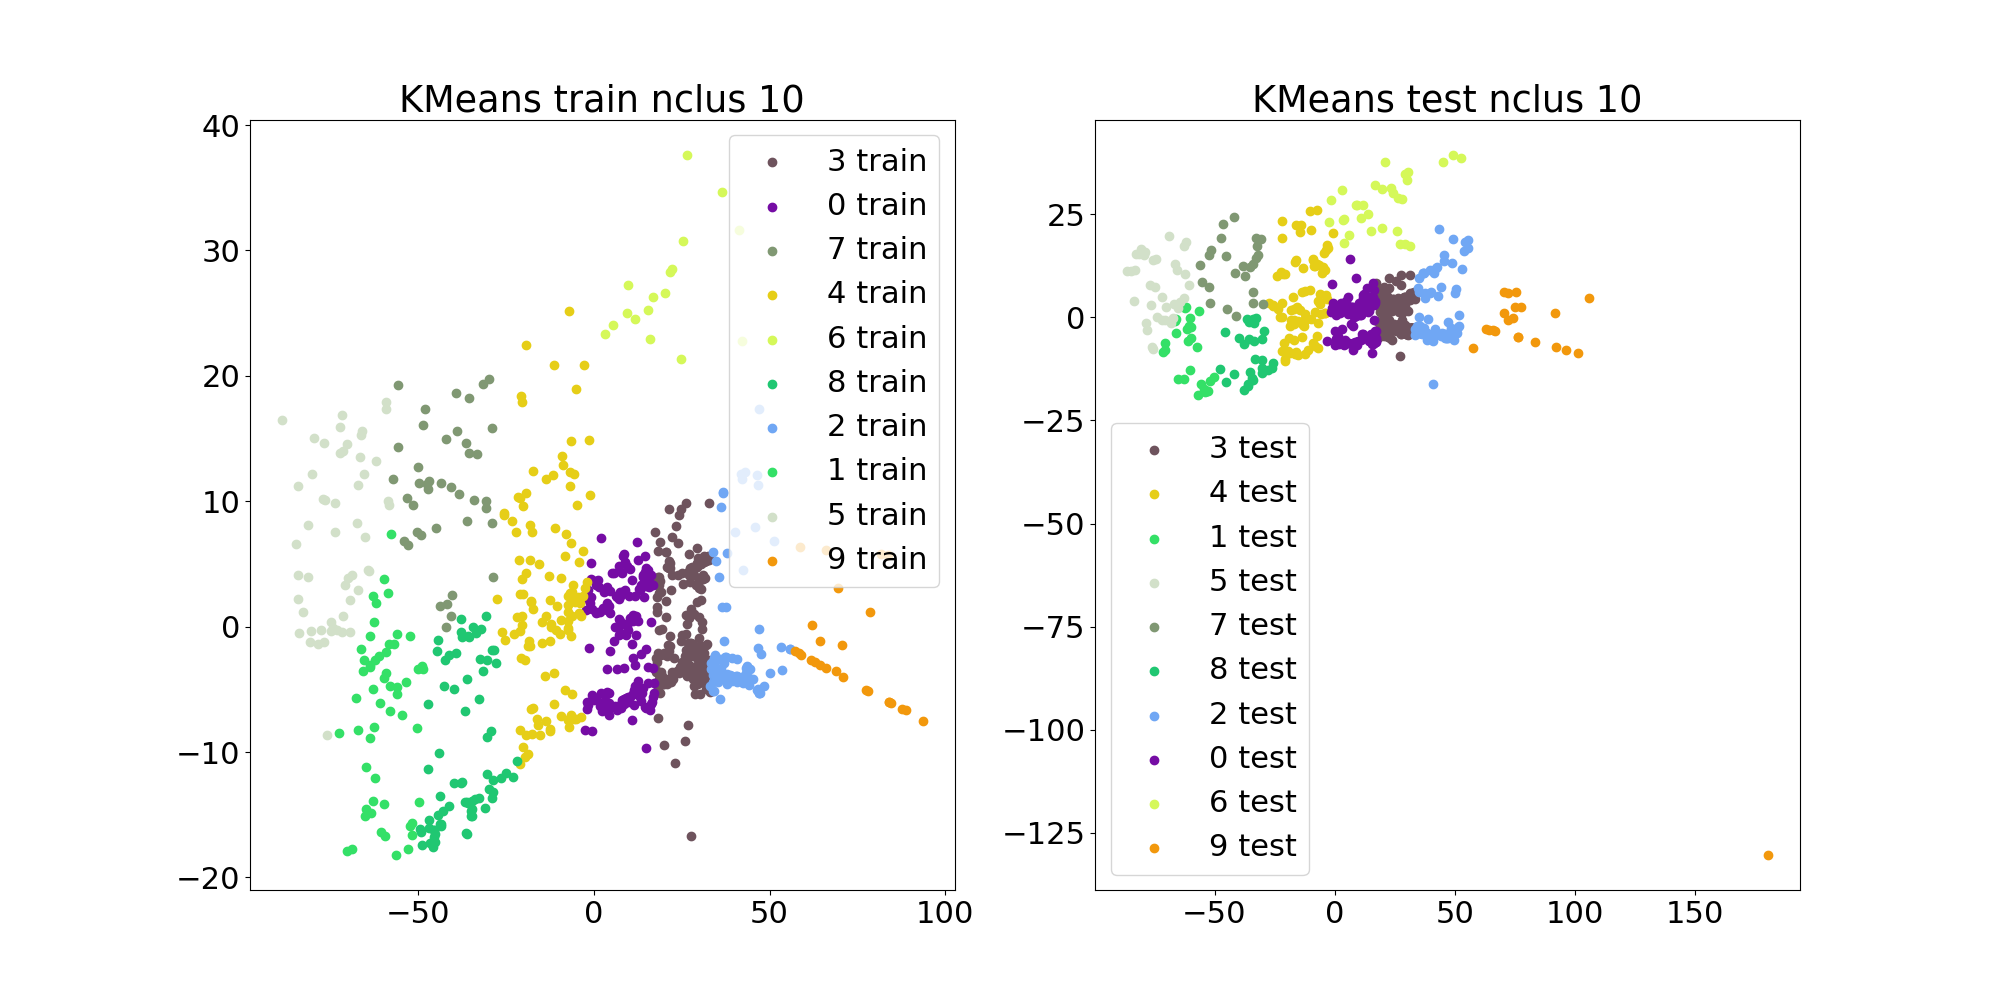 KMeans train nclus 10
40
30
20
10
0
−10
−20
−50
0
50
100
3 train
0 train
7 train
4 train
6 train
8 train
2 train
1 train
5 train
9 train
KMeans test nclus 10
25
0
−25
−50
−75
−100
−125
−50
0
50
100
150
3 test
4 test
1 test
5 test
7 test
8 test
2 test
0 test
6 test
9 test